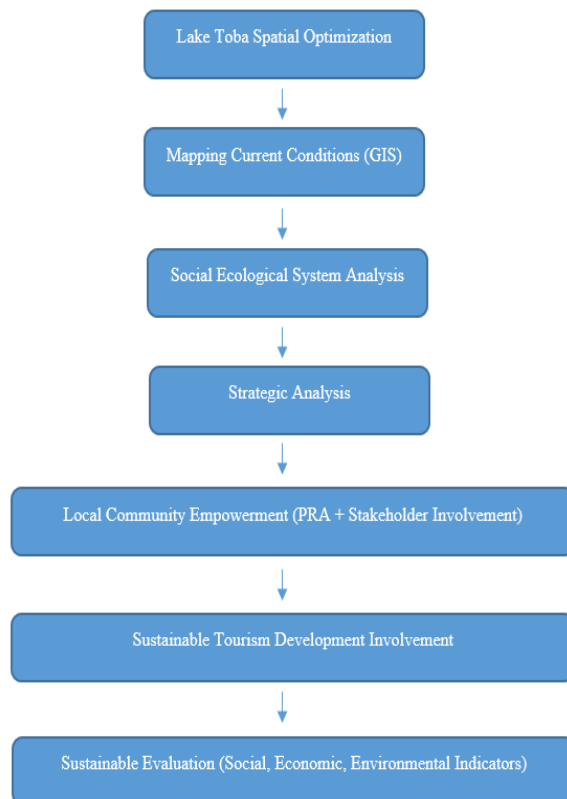 Lake Toba Spatial Optimization
Mapping Current Conditions (GIS)
Social Ecological System Analysis
Strategic Analysis
Local Community Empowerment (PRA + Stakeholder Involvement)
Sustainable Tourism Development Involvement
Sustainable Evaluation (Social, Economic, Environmental Indicators)